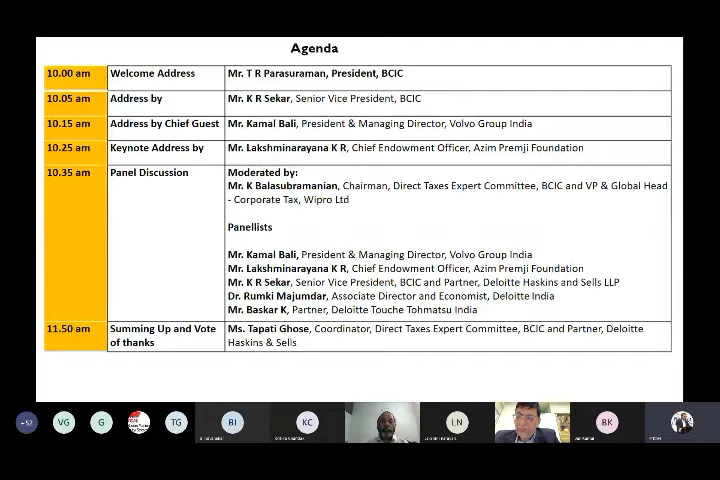 Agenda
10.00 am Welcome Address Mr. T R Parasuraman, President, BCIC
10.05 am Address by Mr. K R Sekar, Senior Vice President, BCIC
10.15 am Address by Chief Guest Mr. Kamal Bali, President & Managing Director, Volvo Group India
10.25 am Keynote Address by Mr. Lakshminarayana K R, Chief Endowment Officer, Azim Premji Foundation
10.35 am Panel Discussion Moderated by:
Mr. K Balasubramanian, Chairman, Direct Taxes Expert Committee, BCIC and VP & Global Head
- Corporate Tax, Wipro Ltd
Panellists
Mr. Kamal Bali, President & Managing Director, Volvo Group India
Mr. Lakshminarayana K R, Chief Endowment Officer, Azim Premji Foundation
Mr. K R Sekar, Senior Vice President, BCIC and Partner, Deloitte Haskins and Sells LLP
Dr. Rumki Majumdar, Associate Director and Economist, Deloitte India
Mr. Baskar K, Partner, Deloitte Touche Tohmatsu India
11.50 am Summing Up and Vote Ms. Tapati Ghose, Coordinator, Direct Taxes Expert Committee, BCIC and Partner, Deloitte
of thanks Haskins & Sells
+52 VG G TG BI KC LN BK